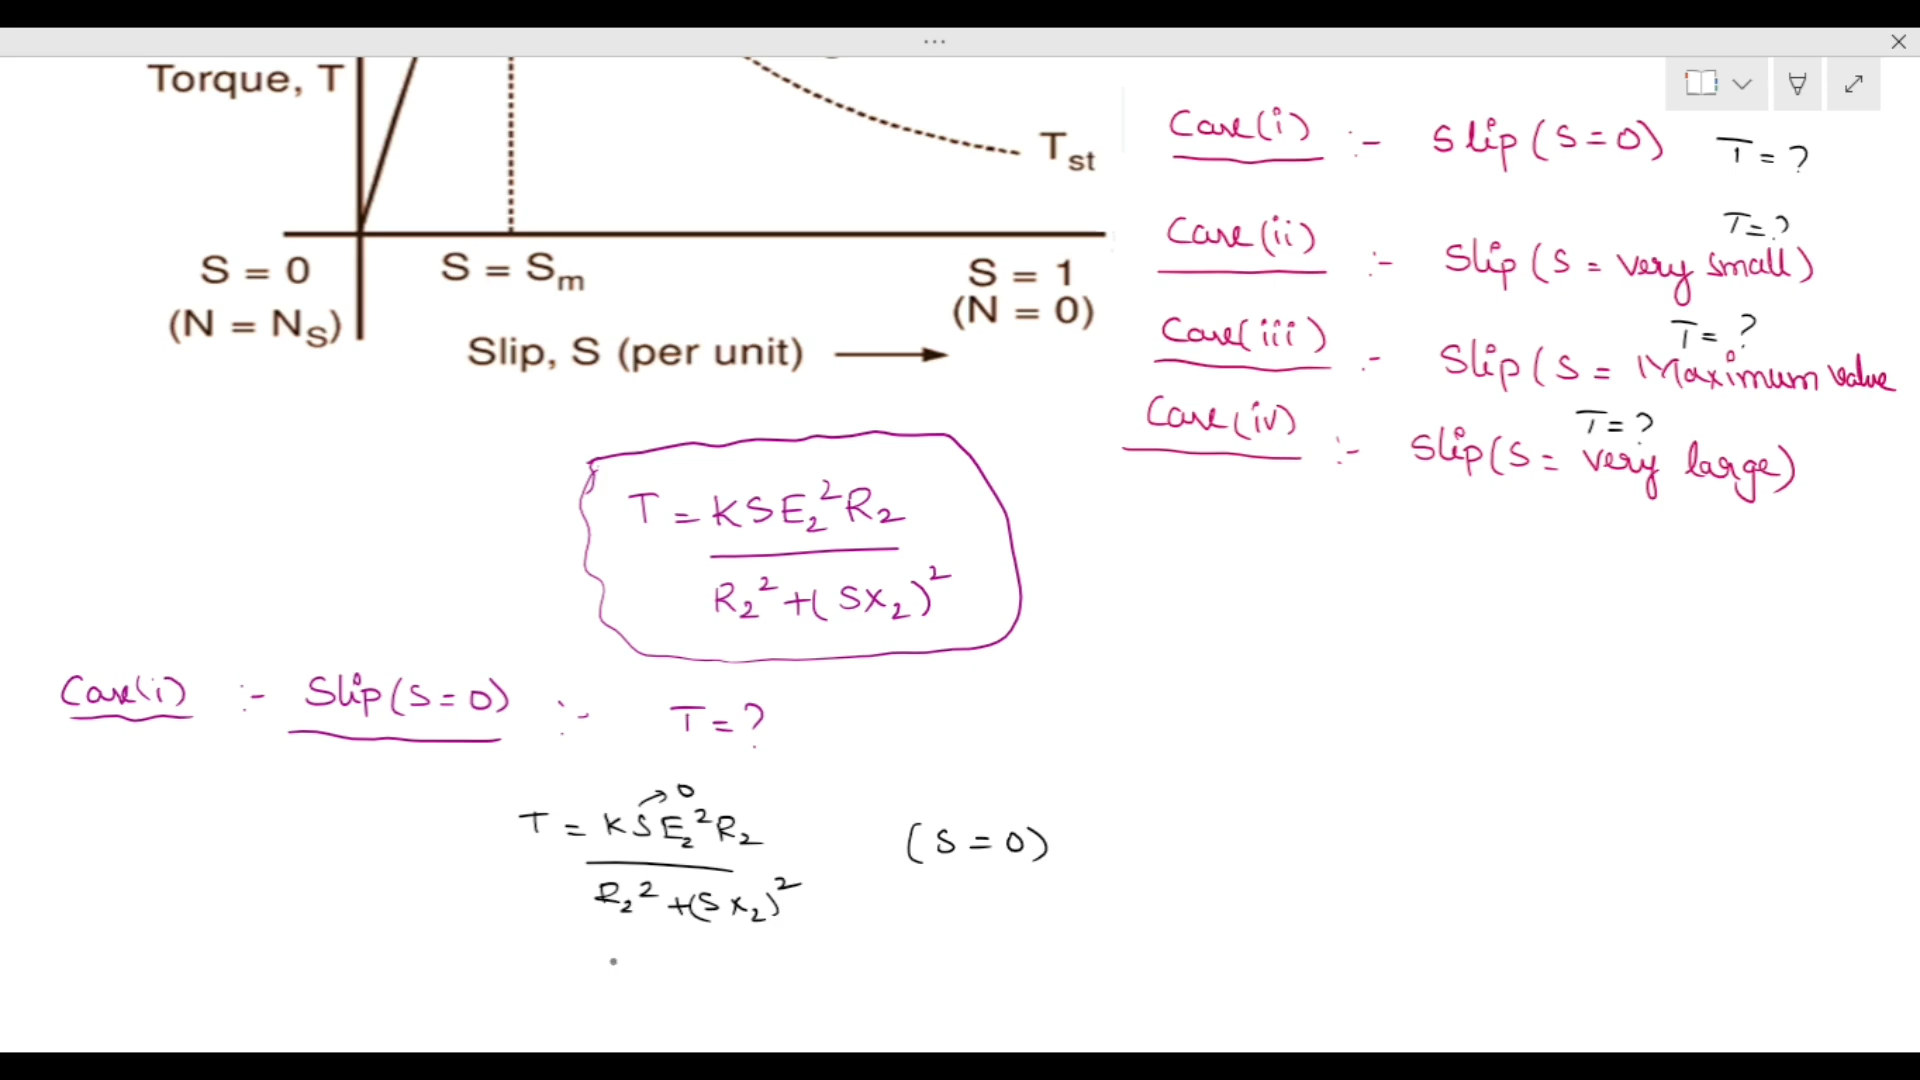 Torque, T
T_st
S = 0
(N = N_S)
S = S_m
S = 1
(N = 0)
Slip, S (per unit)
Case(i) :- Slip(S=0) T=?
Case(ii) :- Slip(S = very small) T=?
Case(iii) :- Slip(S = Maximum value T=?
Case(iv) :- Slip(S = very large) T=?
T = KSE₂²R₂
R₂²+(SX₂)²
Case(i) :- Slip(S=0) :- T=?
0
T = KSE₂²R₂ (S=0)
R₂²+(SX₂)²